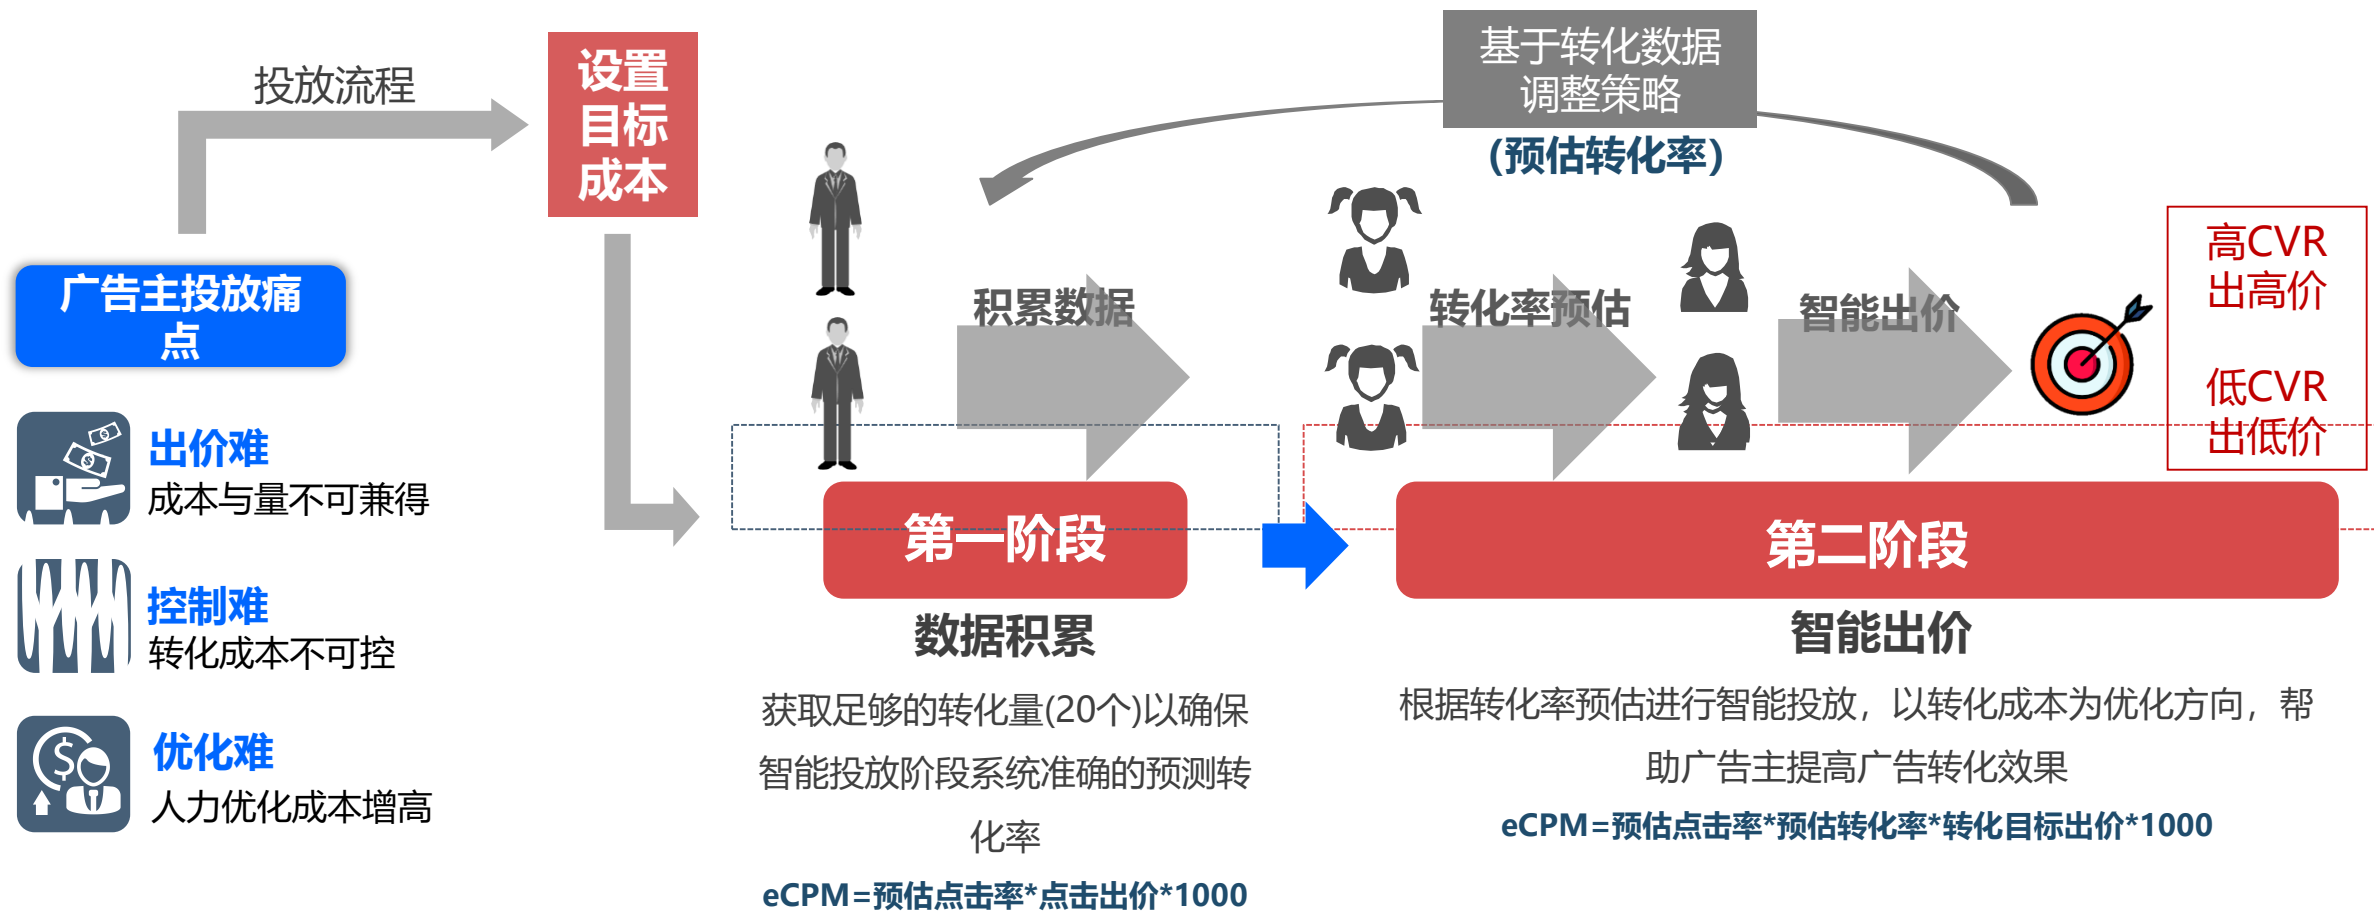 投放流程
设置
目标
成本
基于转化数据
调整策略
(预估转化率)
广告主投放痛
点
出价难
成本与量不可兼得
控制难
转化成本不可控
优化难
人力优化成本增高
积累数据
转化率预估
智能出价
高CVR
出高价
低CVR
出低价
第一阶段
数据积累
获取足够的转化量(20个)以确保
智能投放阶段系统准确的预测转
化率
eCPM=预估点击率*点击出价*1000
第二阶段
智能出价
根据转化率预估进行智能投放，以转化成本为优化方向，帮
助广告主提高广告转化效果
eCPM=预估点击率*预估转化率*转化目标出价*1000